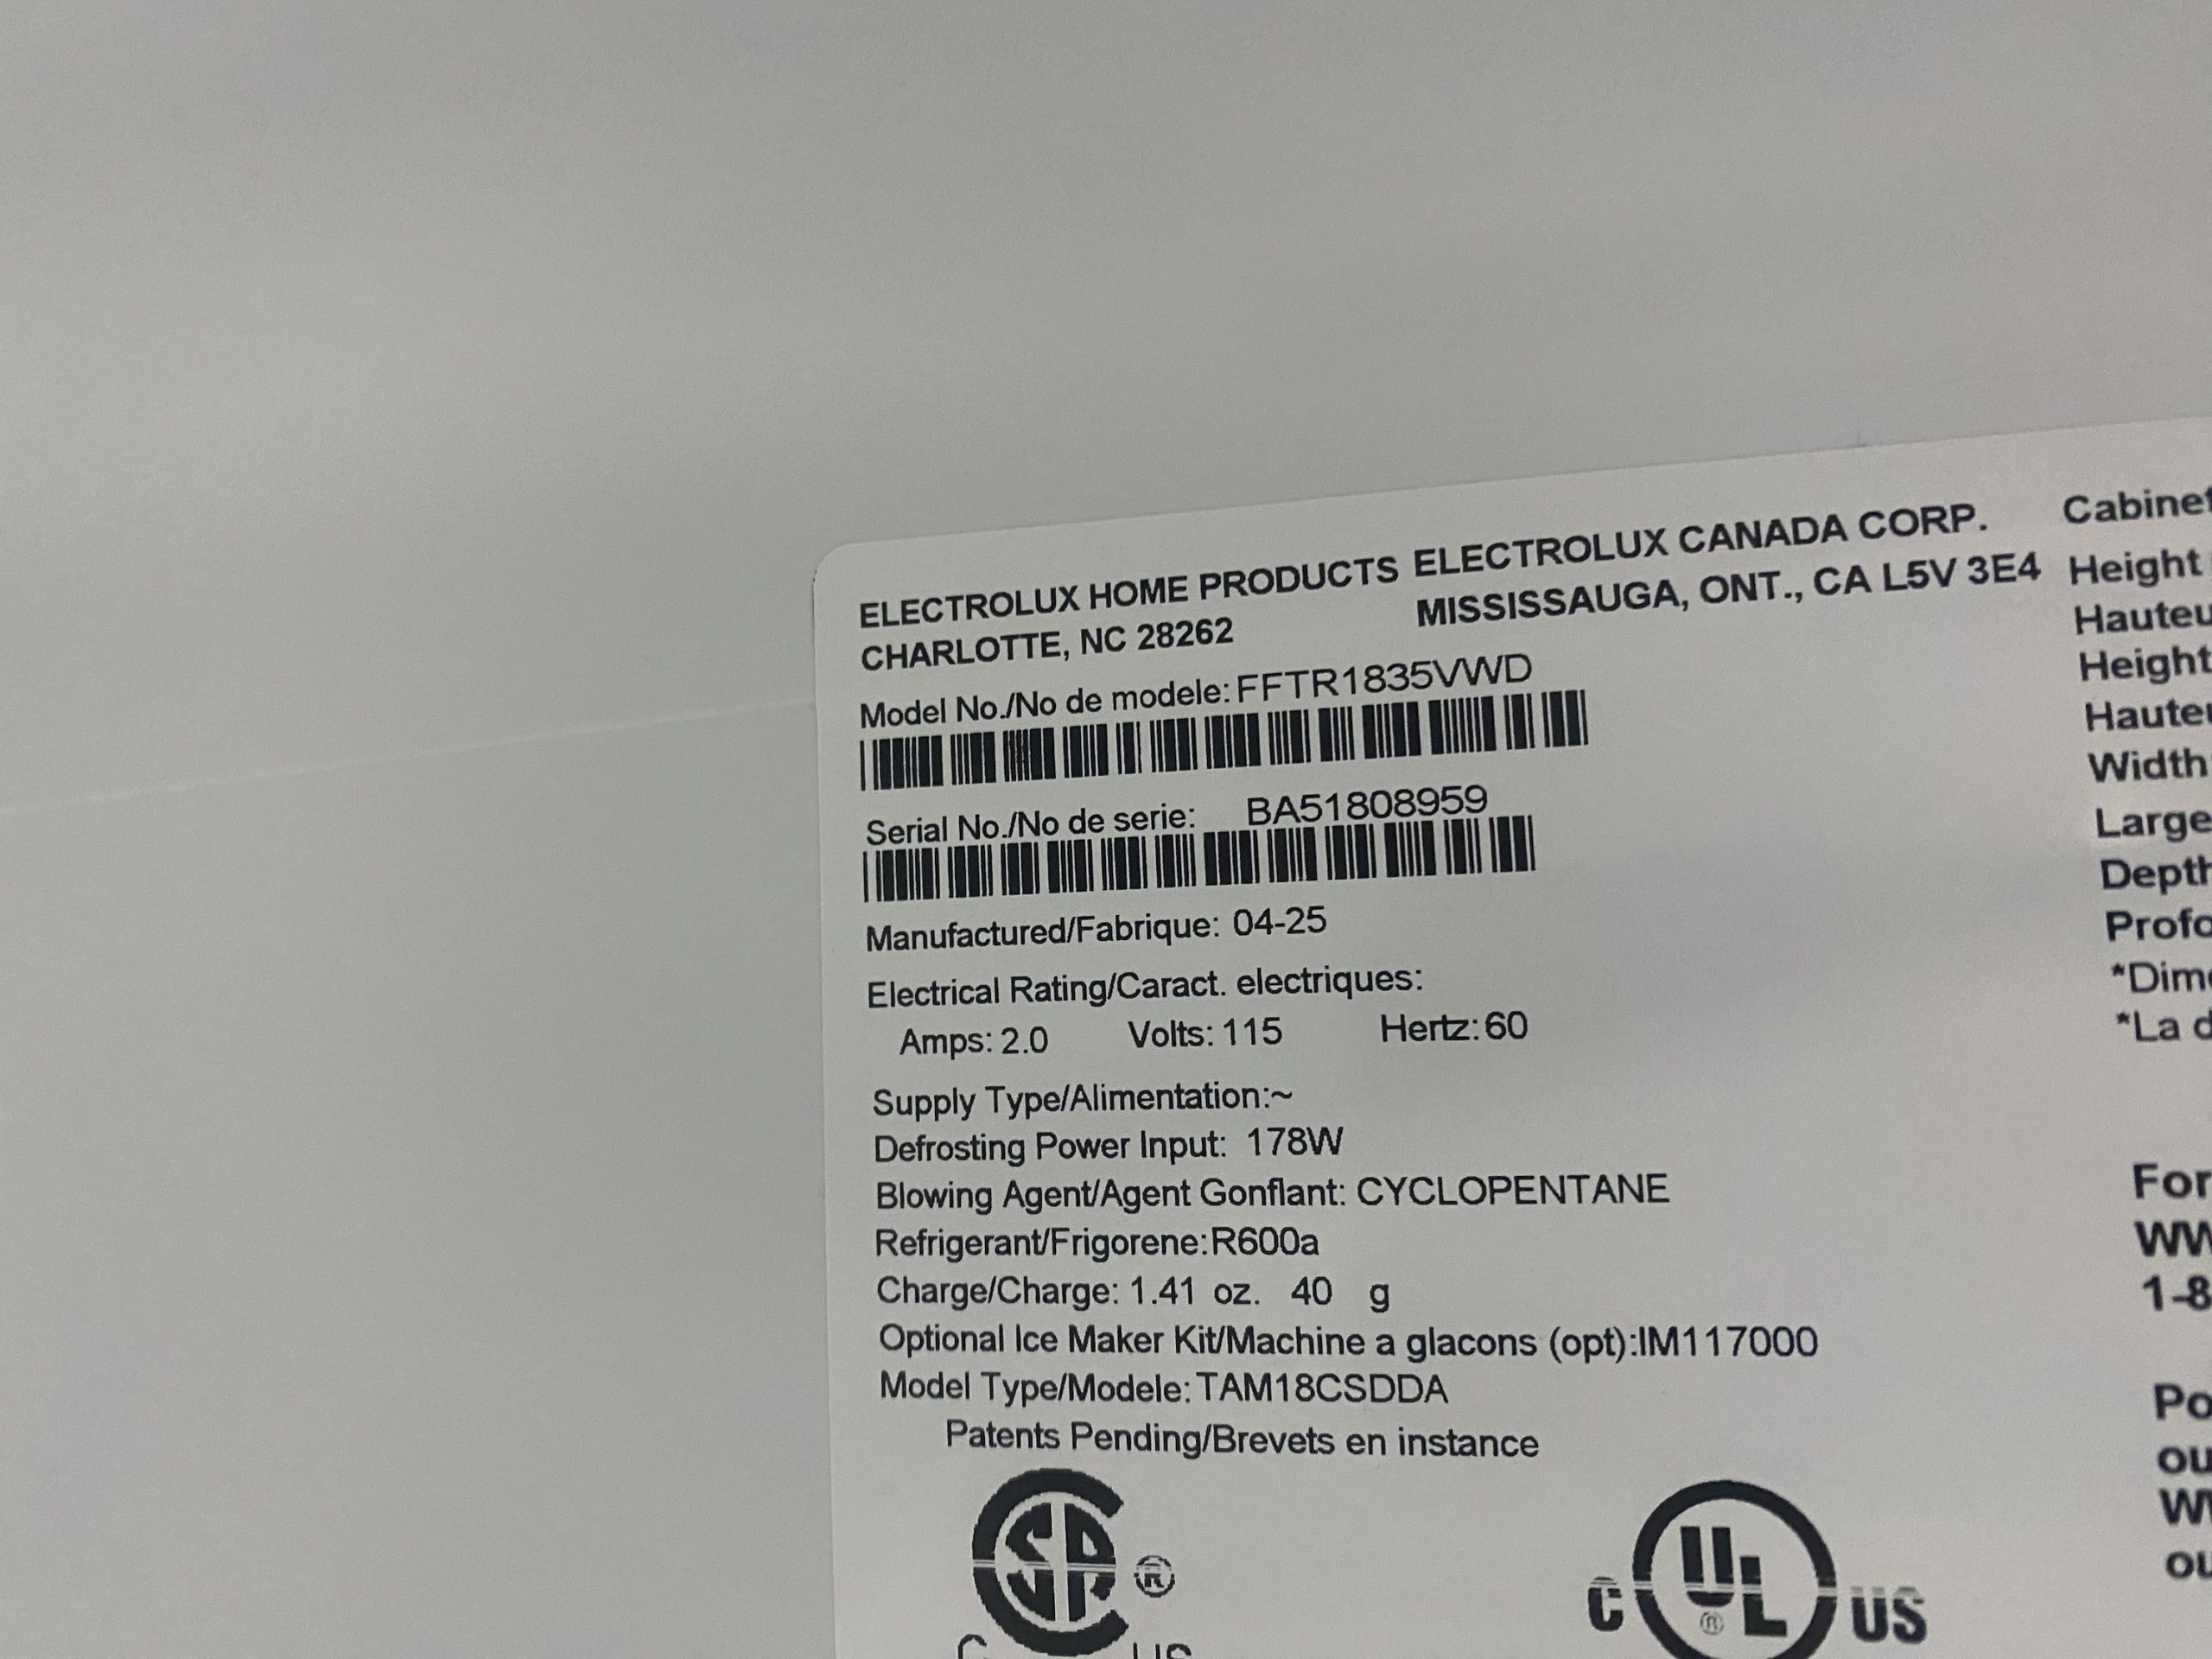 ELECTROLUX HOME PRODUCTS ELECTROLUX CANADA CORP.
CHARLOTTE, NC 28262 MISSISSAUGA, ONT., CA L5V 3E4
Model No./No de modele: FFTR1835VWD
Serial No./No de serie: BA51808959
Manufactured/Fabrique: 04-25
Electrical Rating/Caract. electriques:
Amps: 2.0 Volts: 115 Hertz: 60
Supply Type/Alimentation:~
Defrosting Power Input: 178W
Blowing Agent/Agent Gonflant: CYCLOPENTANE
Refrigerant/Frigorene:R600a
Charge/Charge: 1.41 oz. 40 g
Optional Ice Maker Kit/Machine a glacons (opt):IM117000
Model Type/Modele: TAM18CSDDA
Patents Pending/Brevets en instance
CSA ®
C US
C UL ® US
Height
Height
Width
Depth
For
1-8